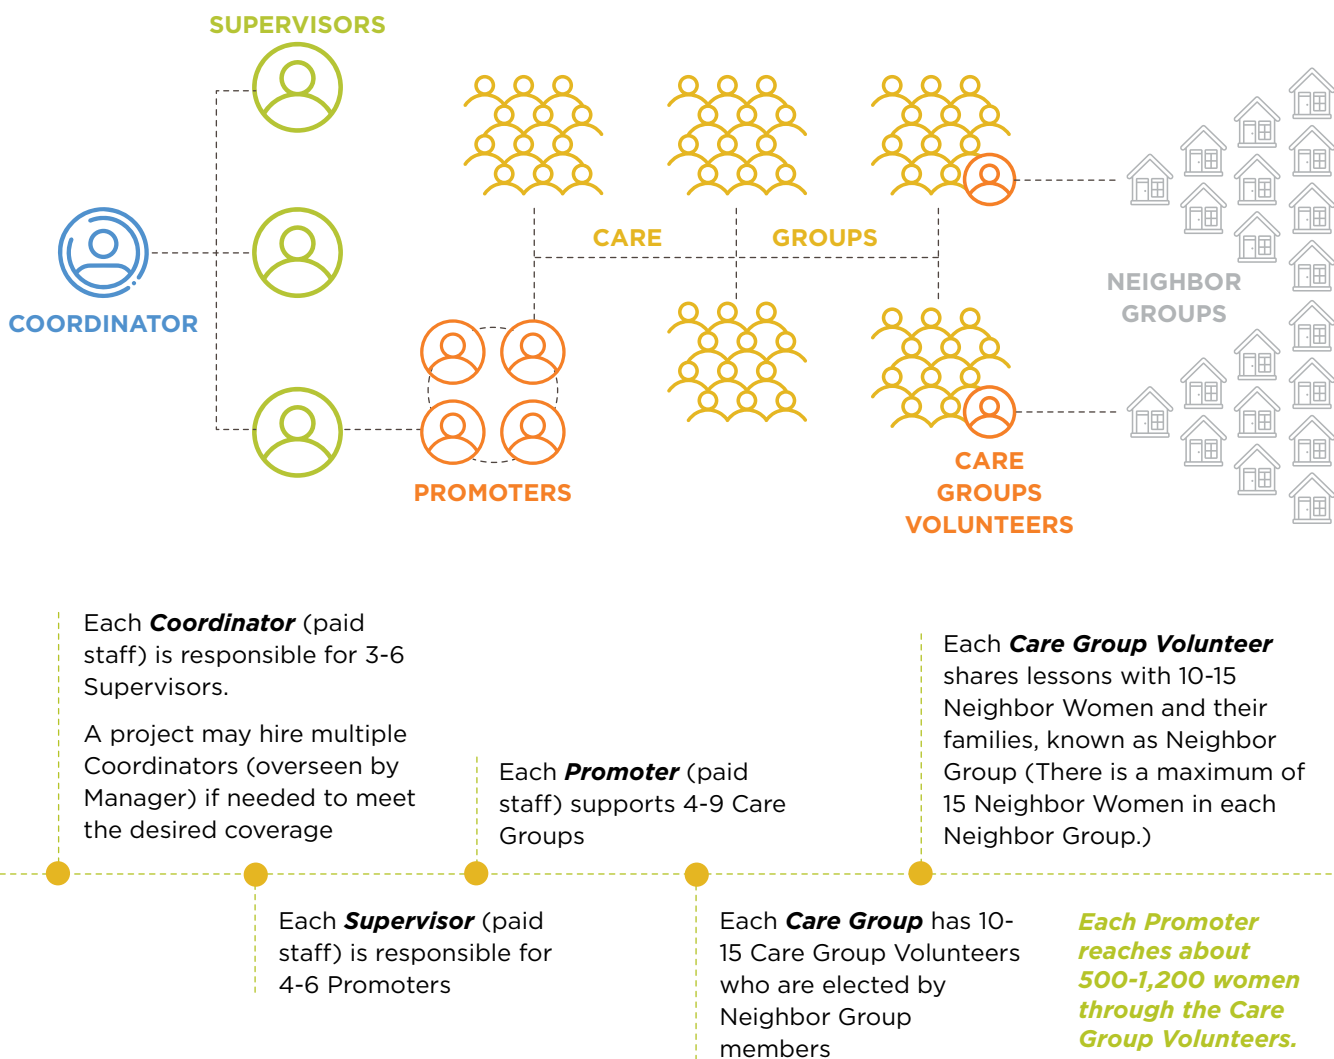 SUPERVISORS
CARE
GROUPS
NEIGHBOR
GROUPS
COORDINATOR
PROMOTERS
CARE
GROUPS
VOLUNTEERS
Each Coordinator (paid
staff) is responsible for 3-6
Supervisors.
A project may hire multiple
Coordinators (overseen by
Manager) if needed to meet
the desired coverage
Each Supervisor (paid
staff) is responsible for
4-6 Promoters
Each Promoter (paid
staff) supports 4-9 Care
Groups
Each Care Group has 10-
15 Care Group Volunteers
who are elected by
Neighbor Group
members
Each Care Group Volunteer
shares lessons with 10-15
Neighbor Women and their
families, known as Neighbor
Group (There is a maximum of
15 Neighbor Women in each
Neighbor Group.)
Each Promoter
reaches about
500-1,200 women
through the Care
Group Volunteers.